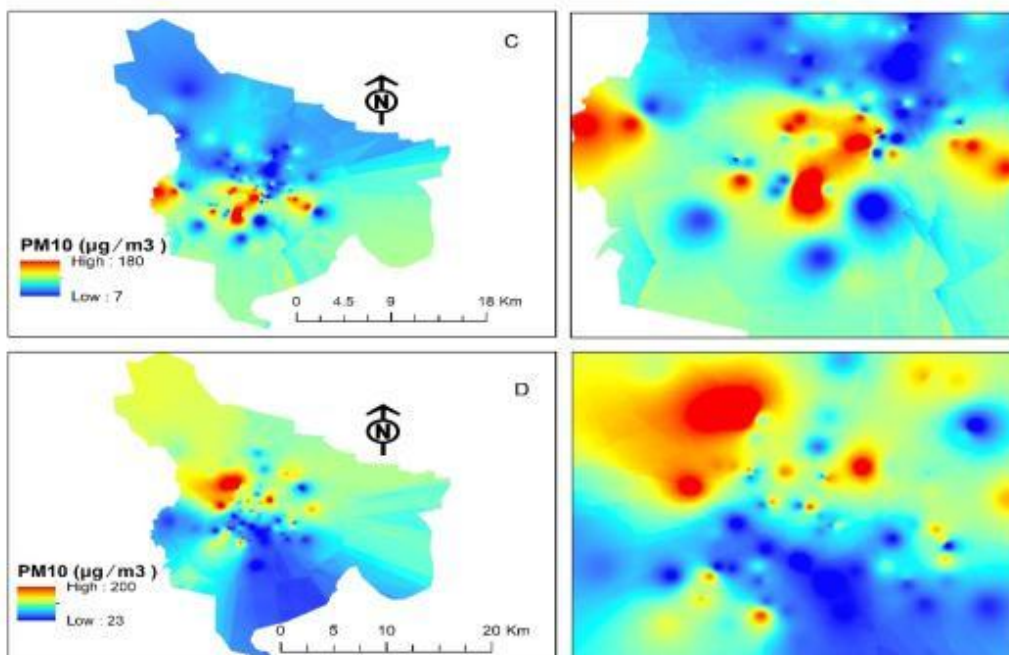 C
N
PM10 (µg/m3)
High : 180
Low : 7
0 4.5 9 18 Km
D
N
PM10 (µg/m3)
High : 200
Low : 23
0 5 10 20 Km